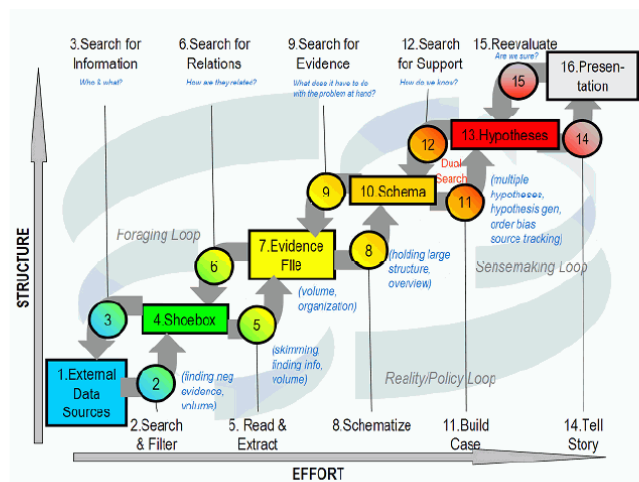 3.Search for
Information
Who & what?
6.Search for
Relations
How are they related?
9.Search for
Evidence
What does it have to do
with the problem at hand?
12.Search
for Support
How do we know?
15.Reevaluate
Are we sure?
15
16.Presen-
tation
12
13.Hypotheses
14
Dual
Search
9
10.Schema
11
(multiple
hypotheses,
hypothesis gen,
order bias
source tracking)
Foraging Loop
6
7.Evidence
File
8
(holding large
structure,
overview)
Sensemaking Loop
(volume,
organization)
3
4.Shoebox
5
(skimming
finding info,
volume)
1.External
Data
Sources
2
(finding neg
evidence,
volume)
Reality/Policy Loop
2.Search
& Filter
5. Read &
Extract
8.Schematize
11.Build
Case
14.Tell
Story
STRUCTURE
EFFORT